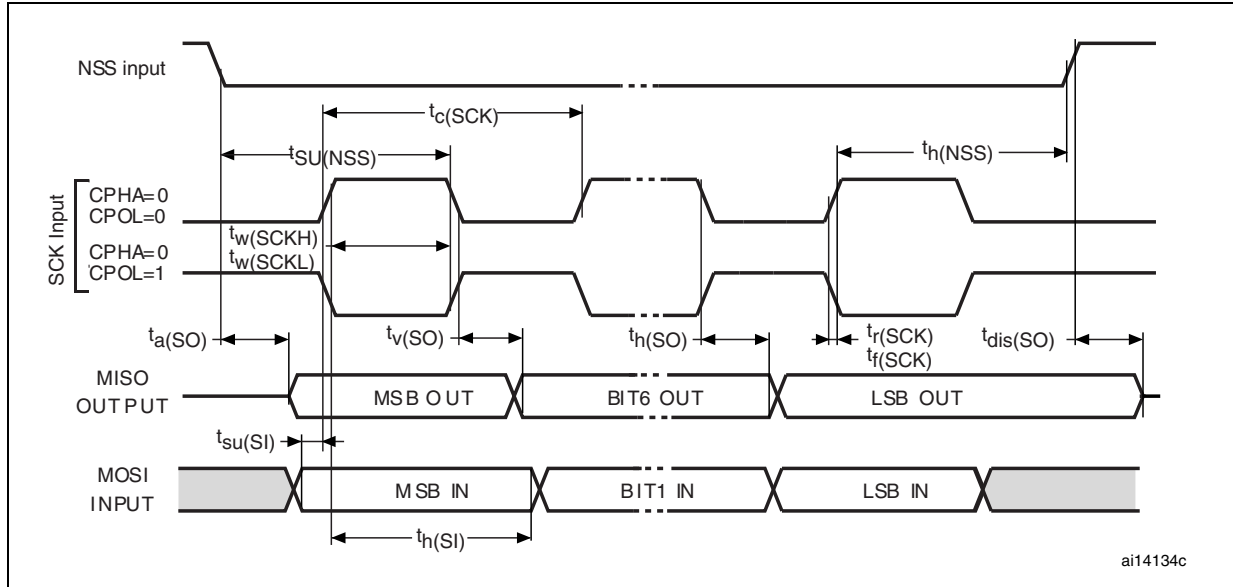 NSS input
tc(SCK)
tSU(NSS)
th(NSS)
SCK Input
CPHA=0
CPOL=0
tw(SCKH)
CPHA=0
tw(SCKL)
CPOL=1
ta(SO)
tv(SO)
th(SO)
tr(SCK)
tf(SCK)
tdis(SO)
MISO
OUTPUT
MSB OUT
BIT6 OUT
LSB OUT
tsu(SI)
MOSI
INPUT
MSB IN
BIT1 IN
LSB IN
th(SI)
ai14134c